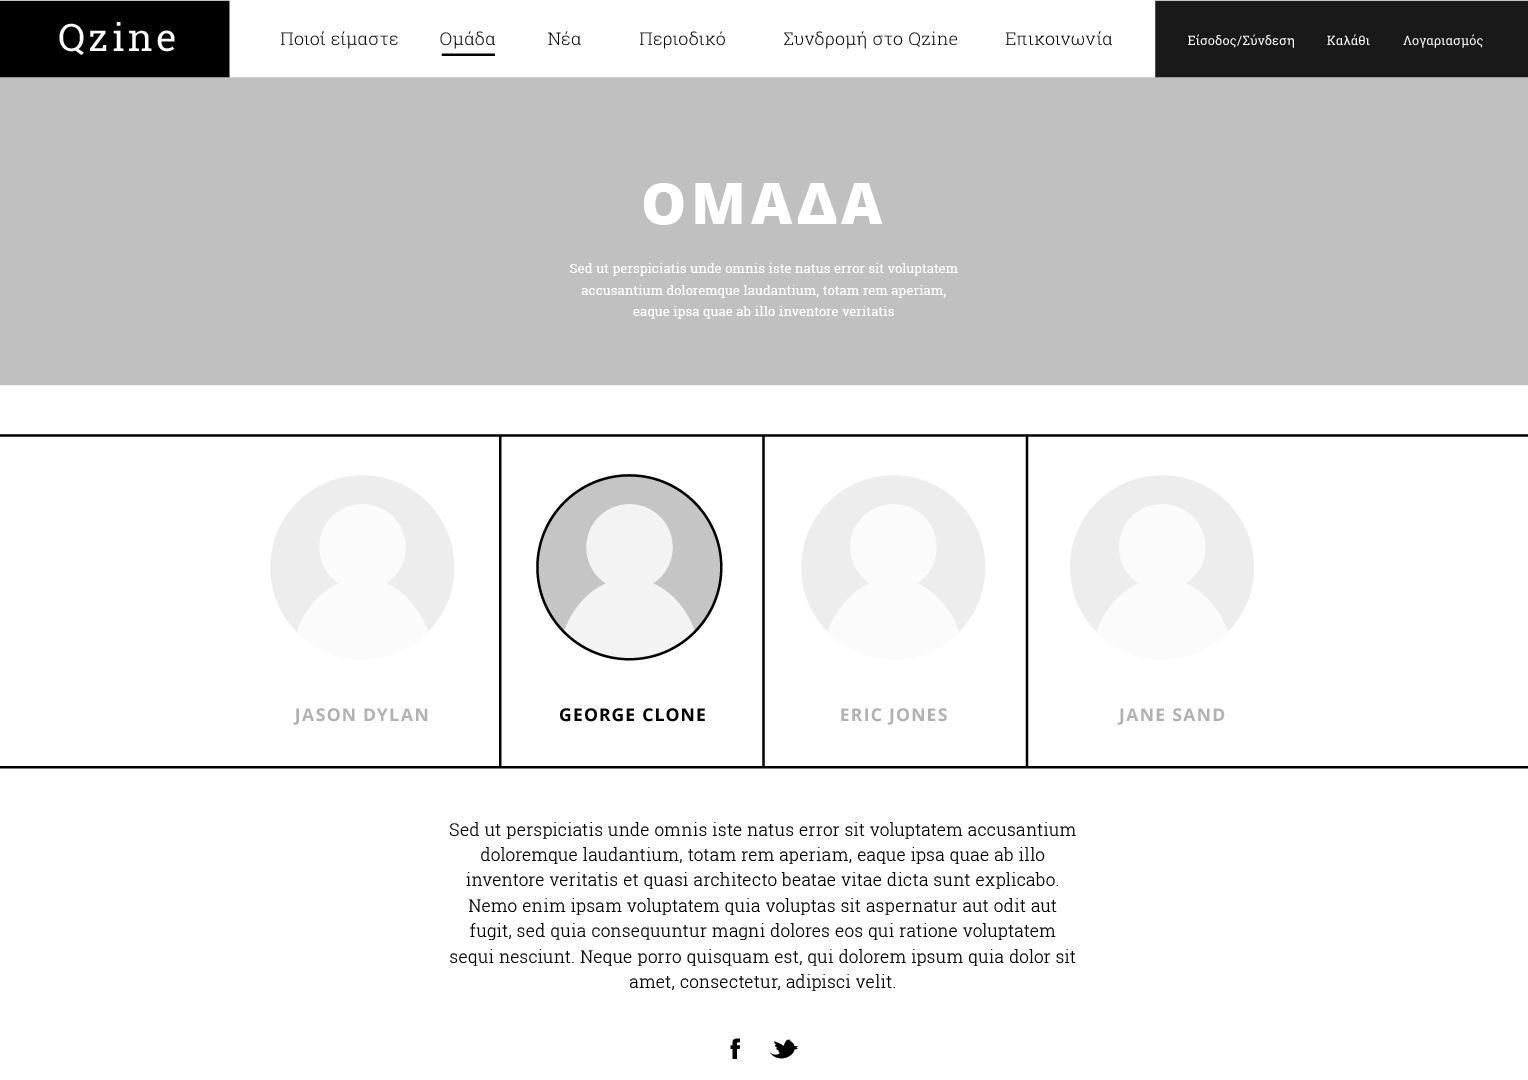 Qzine
Ποιοί είμαστε
Ομάδα
Νέα
Περιοδικό
Συνδρομή στο Qzine
Επικοινωνία
Είσοδος/Σύνδεση
Καλάθι
Λογαριασμός
ΟΜΑΔΑ
Sed ut perspiciatis unde omnis iste natus error sit voluptatem
accusantium doloremque laudantium, totam rem aperiam,
eaque ipsa quae ab illo inventore veritatis
JASON DYLAN
GEORGE CLONE
ERIC JONES
JANE SAND
Sed ut perspiciatis unde omnis iste natus error sit voluptatem accusantium
doloremque laudantium, totam rem aperiam, eaque ipsa quae ab illo
inventore veritatis et quasi architecto beatae vitae dicta sunt explicabo.
Nemo enim ipsam voluptatem quia voluptas sit aspernatur aut odit aut
fugit, sed quia consequuntur magni dolores eos qui ratione voluptatem
sequi nesciunt. Neque porro quisquam est, qui dolorem ipsum quia dolor sit
amet, consectetur, adipisci velit.